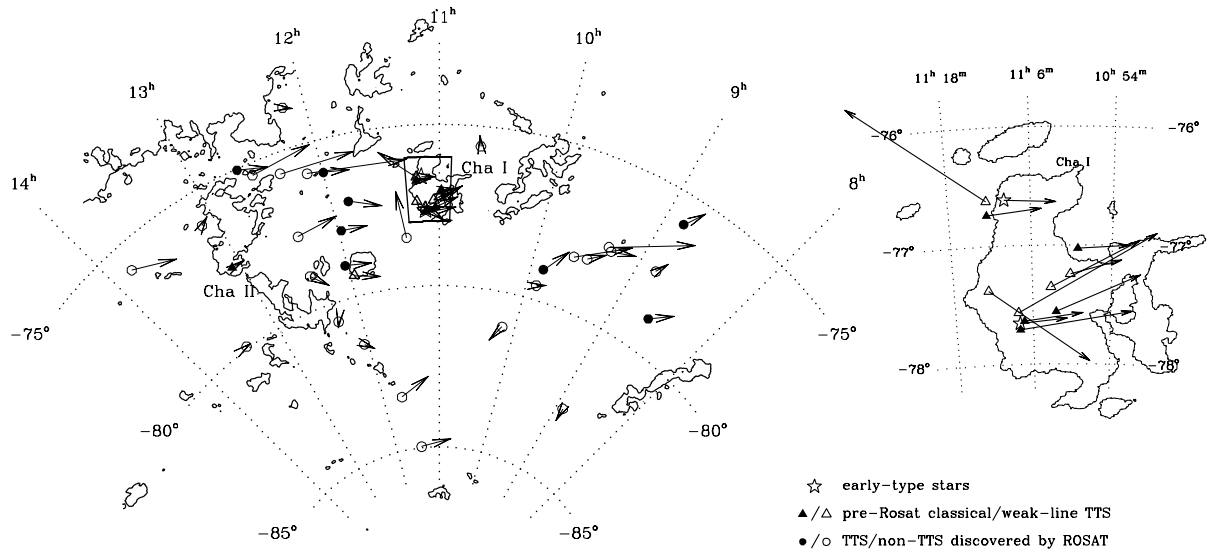 11ʰ
12ʰ
10ʰ
13ʰ
9ʰ
14ʰ
8ʰ
Cha I
Cha II
−75°
−75°
−80°
−80°
−85°
−85°
11ʰ 18ᵐ
11ʰ 6ᵐ
10ʰ 54ᵐ
−76°
−76°
Cha I
−77°
−77°
−78°
−78°
early−type stars
/ pre−Rosat classical/weak−line TTS
/ TTS/non−TTS discovered by ROSAT